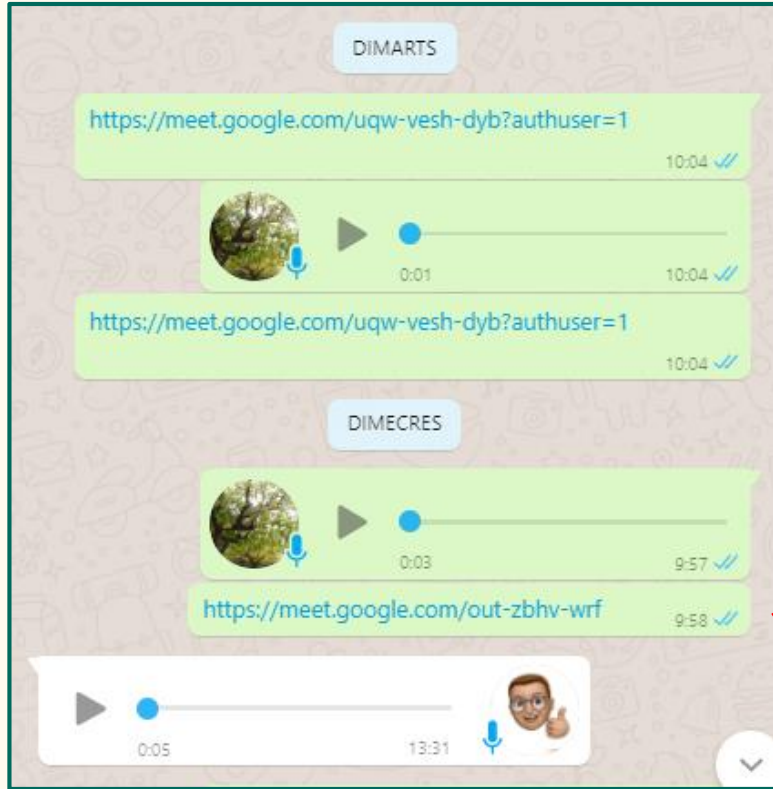 DIMARTS
https://meet.google.com/uqw-vesh-dyb?authuser=1
10:04
0:01 10:04
https://meet.google.com/uqw-vesh-dyb?authuser=1
10:04
DIMECRES
0:03 9:57
https://meet.google.com/out-zbhv-wrf 9:58
0:05 13:31